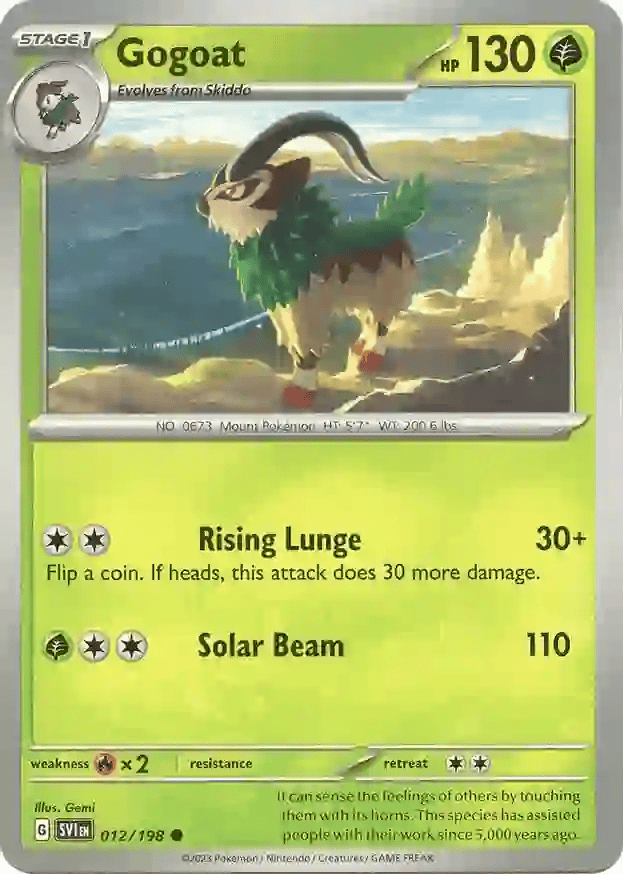 STAGE 1
Gogoat
HP 130
Evolves from Skiddo
NO. 0673 Mount Pokémon HT: 5'7" WT: 200.6 lbs.
Rising Lunge 30+
Flip a coin. If heads, this attack does 30 more damage.
Solar Beam 110
weakness ×2 resistance retreat
Illus. Gemi
It can sense the feelings of others by touching
them with its horns. This species has assisted
people with their work since 5,000 years ago.
G SVI EN 012/198
©2023 Pokémon / Nintendo / Creatures / GAME FREAK